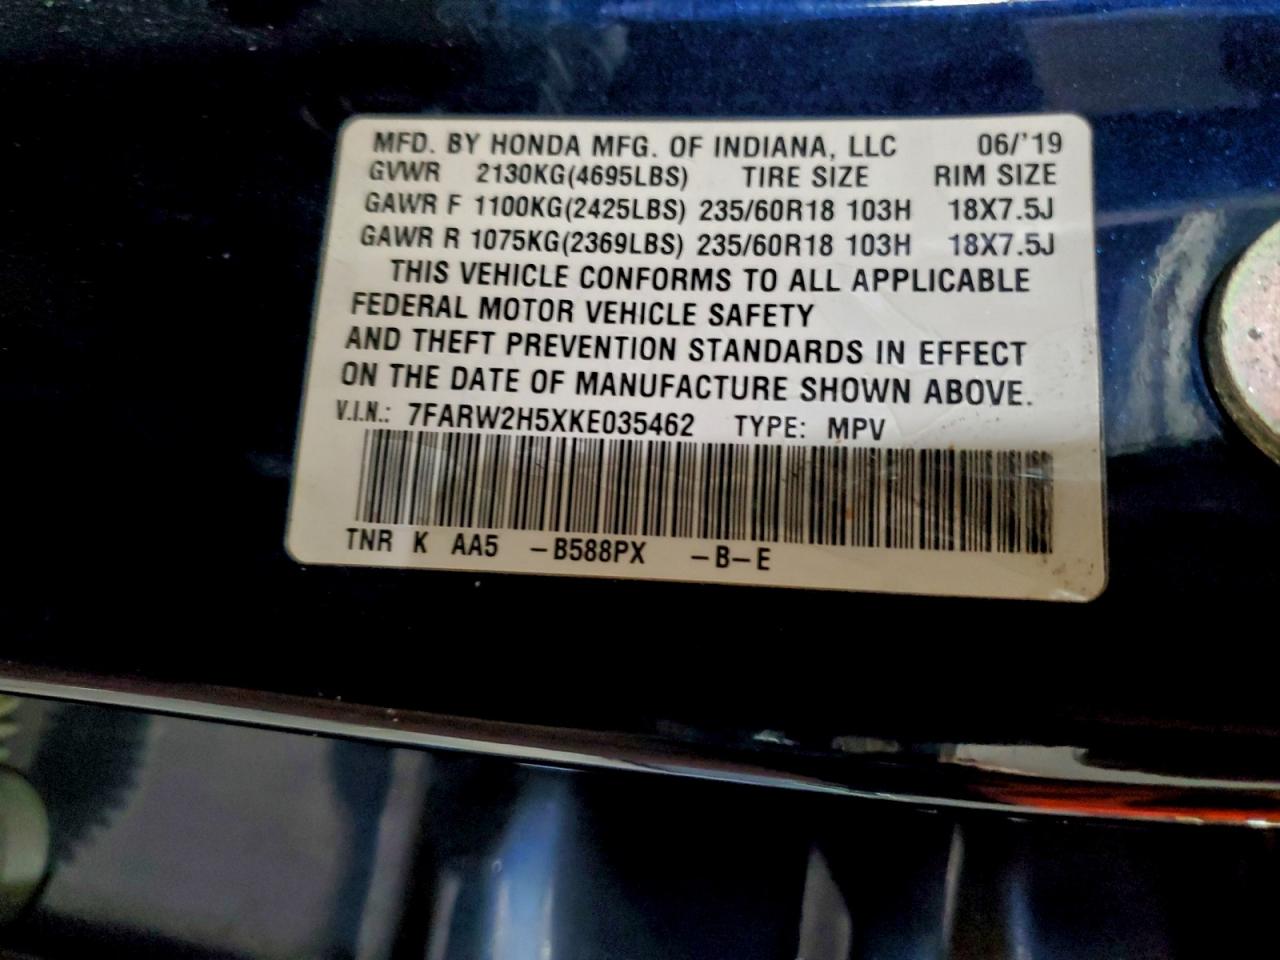 MFD. BY HONDA MFG. OF INDIANA, LLC 06/'19
GVWR 2130KG(4695LBS) TIRE SIZE RIM SIZE
GAWR F 1100KG(2425LBS) 235/60R18 103H 18X7.5J
GAWR R 1075KG(2369LBS) 235/60R18 103H 18X7.5J
THIS VEHICLE CONFORMS TO ALL APPLICABLE
FEDERAL MOTOR VEHICLE SAFETY
AND THEFT PREVENTION STANDARDS IN EFFECT
ON THE DATE OF MANUFACTURE SHOWN ABOVE.
V.I.N.: 7FARW2H5XKE035462 TYPE: MPV
TNR K AA5 -B588PX -B-E